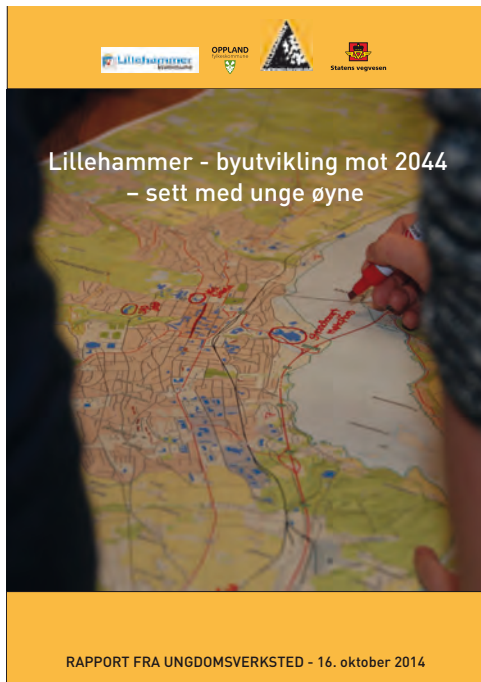 Lillehammer
kommune
OPPLAND
fylkeskommune
Statens vegvesen
Lillehammer - byutvikling mot 2044
– sett med unge øyne
RAPPORT FRA UNGDOMSVERKSTED - 16. oktober 2014